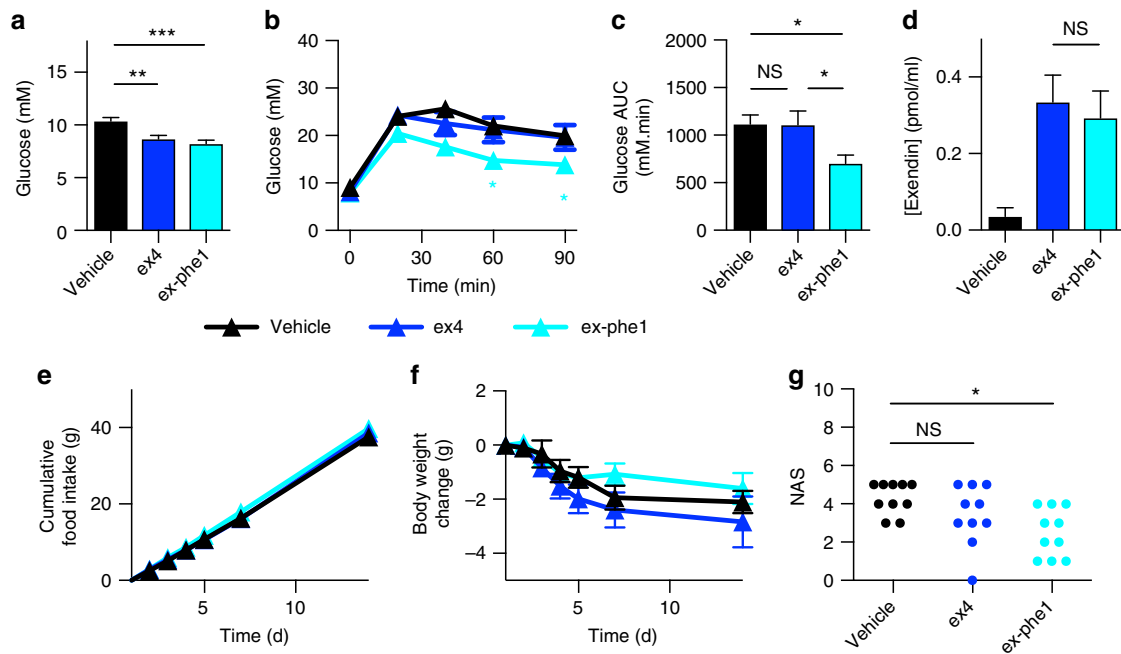 a
***
**
Glucose (mM)
15
10
5
0
Vehicle
ex4
ex-phe1
b
Glucose (mM)
40
30
20
10
0
*
*
0
30
60
90
Time (min)
c
*
NS
*
Glucose AUC
(mM.min)
2000
1500
1000
500
0
Vehicle
ex4
ex-phe1
d
NS
[Exendin] (pmol/ml)
0.4
0.2
0.0
Vehicle
ex4
ex-phe1
Vehicle
ex4
ex-phe1
e
Cumulative
food intake (g)
40
20
0
5
10
Time (d)
f
Body weight
change (g)
2
0
−2
−4
5
10
Time (d)
g
*
NS
NAS
10
8
6
4
2
0
Vehicle
ex4
ex-phe1